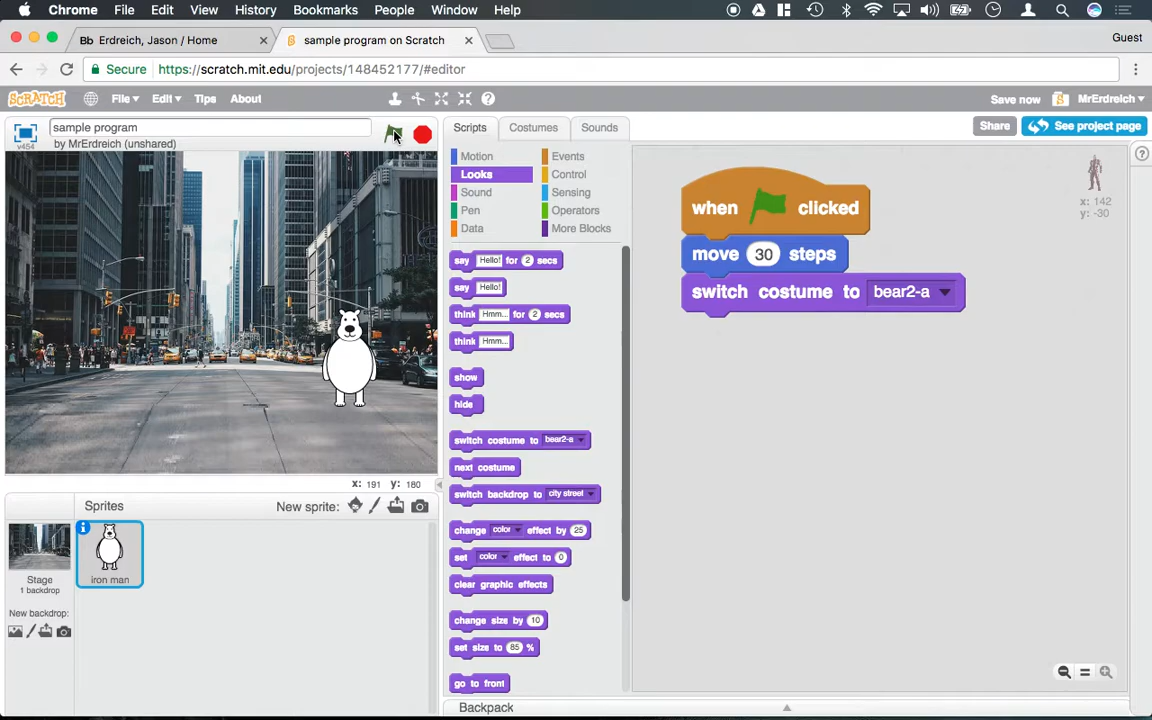 Chrome File Edit View History Bookmarks People Window Help
Bb Erdreich, Jason / Home
sample program on Scratch
Guest
Secure https://scratch.mit.edu/projects/148452177/#editor
SCRATCH File Edit Tips About
Save now MrErdreich
sample program
by MrErdreich (unshared)
v454
Scripts Costumes Sounds
Share See project page
Motion Events
Looks Control
Sound Sensing
Pen Operators
Data More Blocks
say Hello! for 2 secs
say Hello!
think Hmm... for 2 secs
think Hmm...
show
hide
switch costume to bear2-a
next costume
switch backdrop to city street
change color effect by 25
set color effect to 0
clear graphic effects
change size by 10
set size to 85 %
go to front
when clicked
move 30 steps
switch costume to bear2-a
x: 142
y: -30
?
x: 191 y: 180
Sprites New sprite:
i
iron man
Stage
1 backdrop
New backdrop:
Backpack